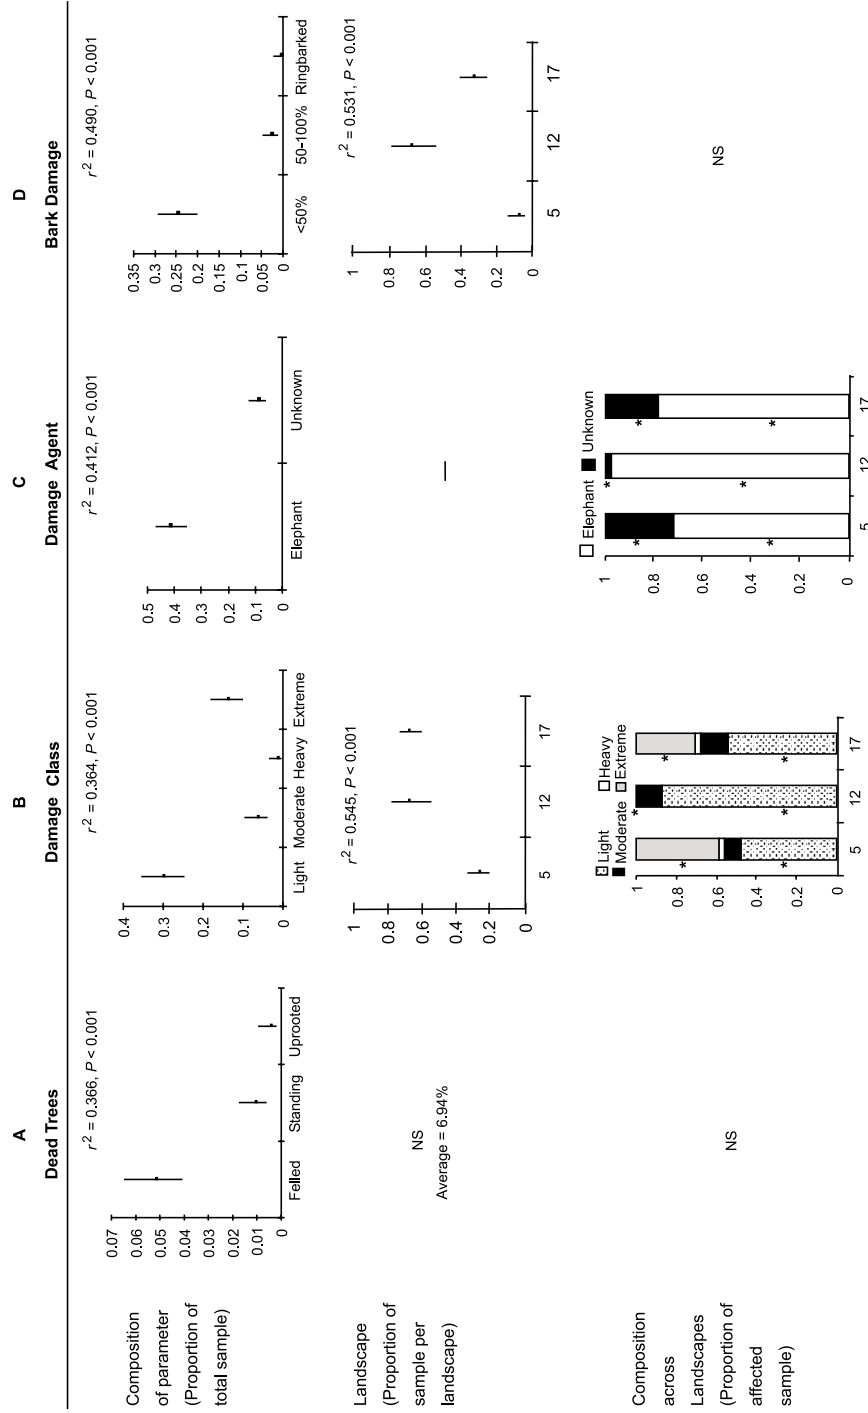 A
B
C
D
Dead Trees
Damage Class
Damage Agent
Bark Damage
Composition
of parameter
(Proportion of
total sample)
r² = 0.366, P < 0.001
0.07
0.06
0.05
0.04
0.03
0.02
0.01
0
Felled
Standing
Uprooted
r² = 0.364, P < 0.001
0.4
0.3
0.2
0.1
0
Light
Moderate
Heavy
Extreme
r² = 0.412, P < 0.001
0.5
0.4
0.3
0.2
0.1
0
Elephant
Unknown
r² = 0.490, P < 0.001
0.35
0.3
0.25
0.2
0.15
0.1
0.05
0
<50%
50-100%
Ringbarked
Landscape
(Proportion of
sample per
landscape)
NS
Average = 6.94%
r² = 0.545, P < 0.001
1
0.8
0.6
0.4
0.2
0
5
12
17
—
r² = 0.531, P < 0.001
1
0.8
0.6
0.4
0.2
0
5
12
17
Composition
across
Landscapes
(Proportion of
affected
sample)
NS
Light
Heavy
Moderate
Extreme
1
0.8
0.6
0.4
0.2
0
*
*
*
*
*
*
5
12
17
Elephant
Unknown
1
0.8
0.6
0.4
0.2
0
*
*
*
*
*
*
5
12
17
NS